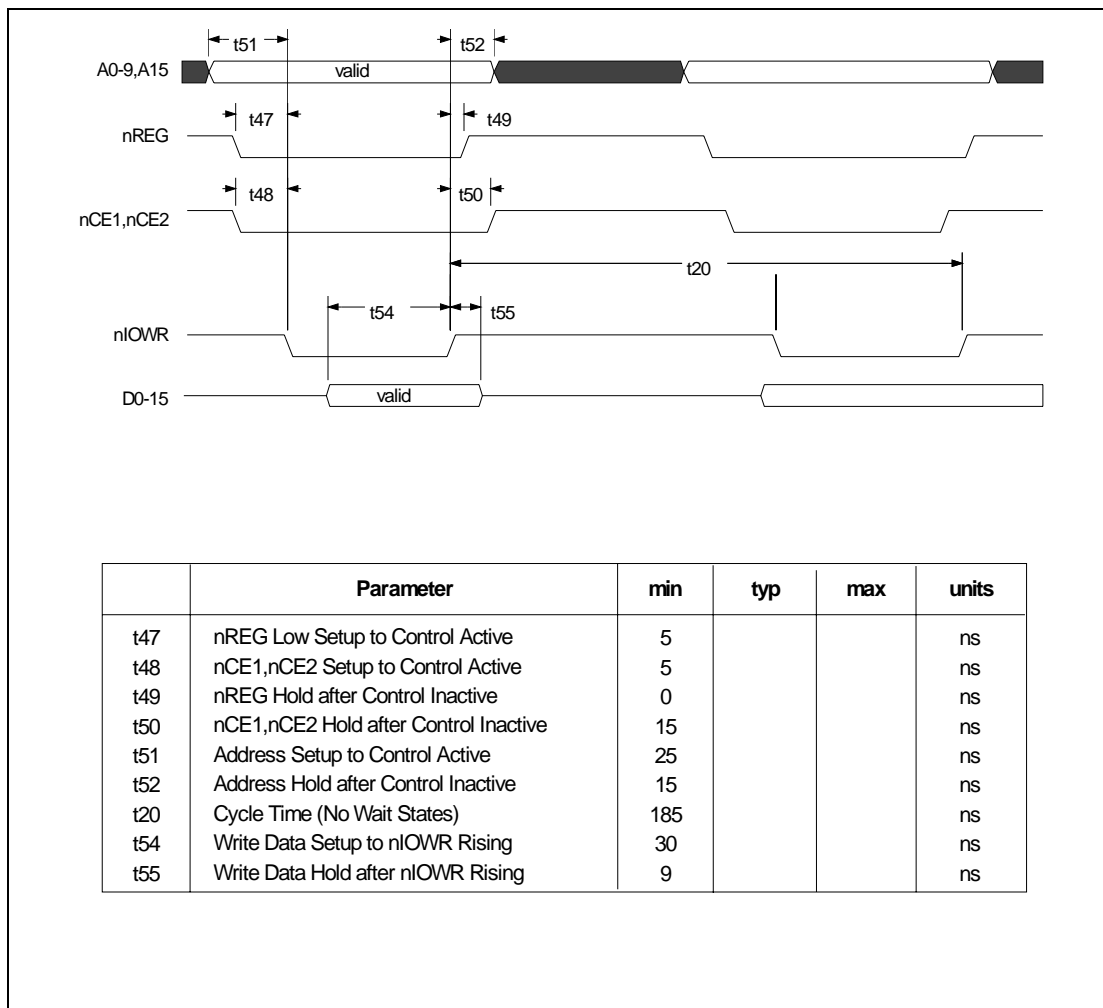 t51 t52
A0-9,A15 valid
t47 t49
nREG
t48 t50
nCE1,nCE2
t20
t54 t55
nIOWR
D0-15 valid
Parameter min typ max units
t47 nREG Low Setup to Control Active 5 ns
t48 nCE1,nCE2 Setup to Control Active 5 ns
t49 nREG Hold after Control Inactive 0 ns
t50 nCE1,nCE2 Hold after Control Inactive 15 ns
t51 Address Setup to Control Active 25 ns
t52 Address Hold after Control Inactive 15 ns
t20 Cycle Time (No Wait States) 185 ns
t54 Write Data Setup to nIOWR Rising 30 ns
t55 Write Data Hold after nIOWR Rising 9 ns